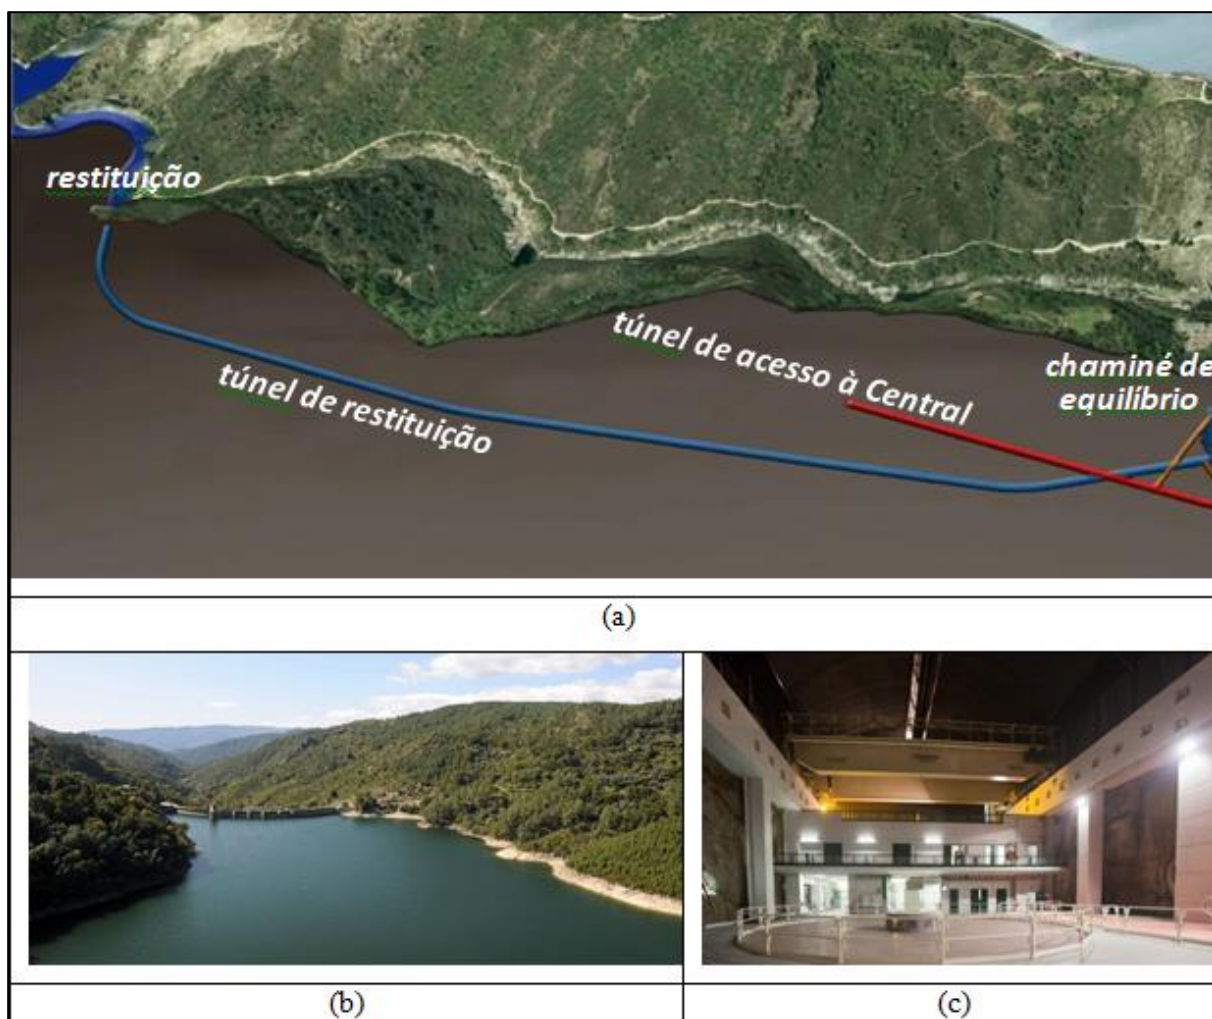 restituição
túnel de acesso à Central
chaminé de
equilíbrio
túnel de restituição
(a)
(b)
(c)